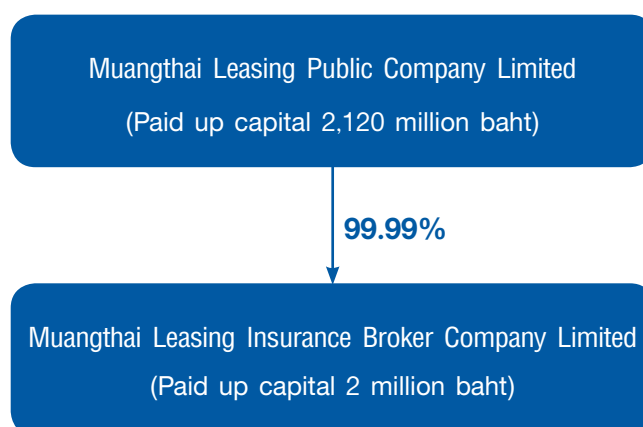 Muangthai Leasing Public Company Limited
(Paid up capital 2,120 million baht)
99.99%
Muangthai Leasing Insurance Broker Company Limited
(Paid up capital 2 million baht)